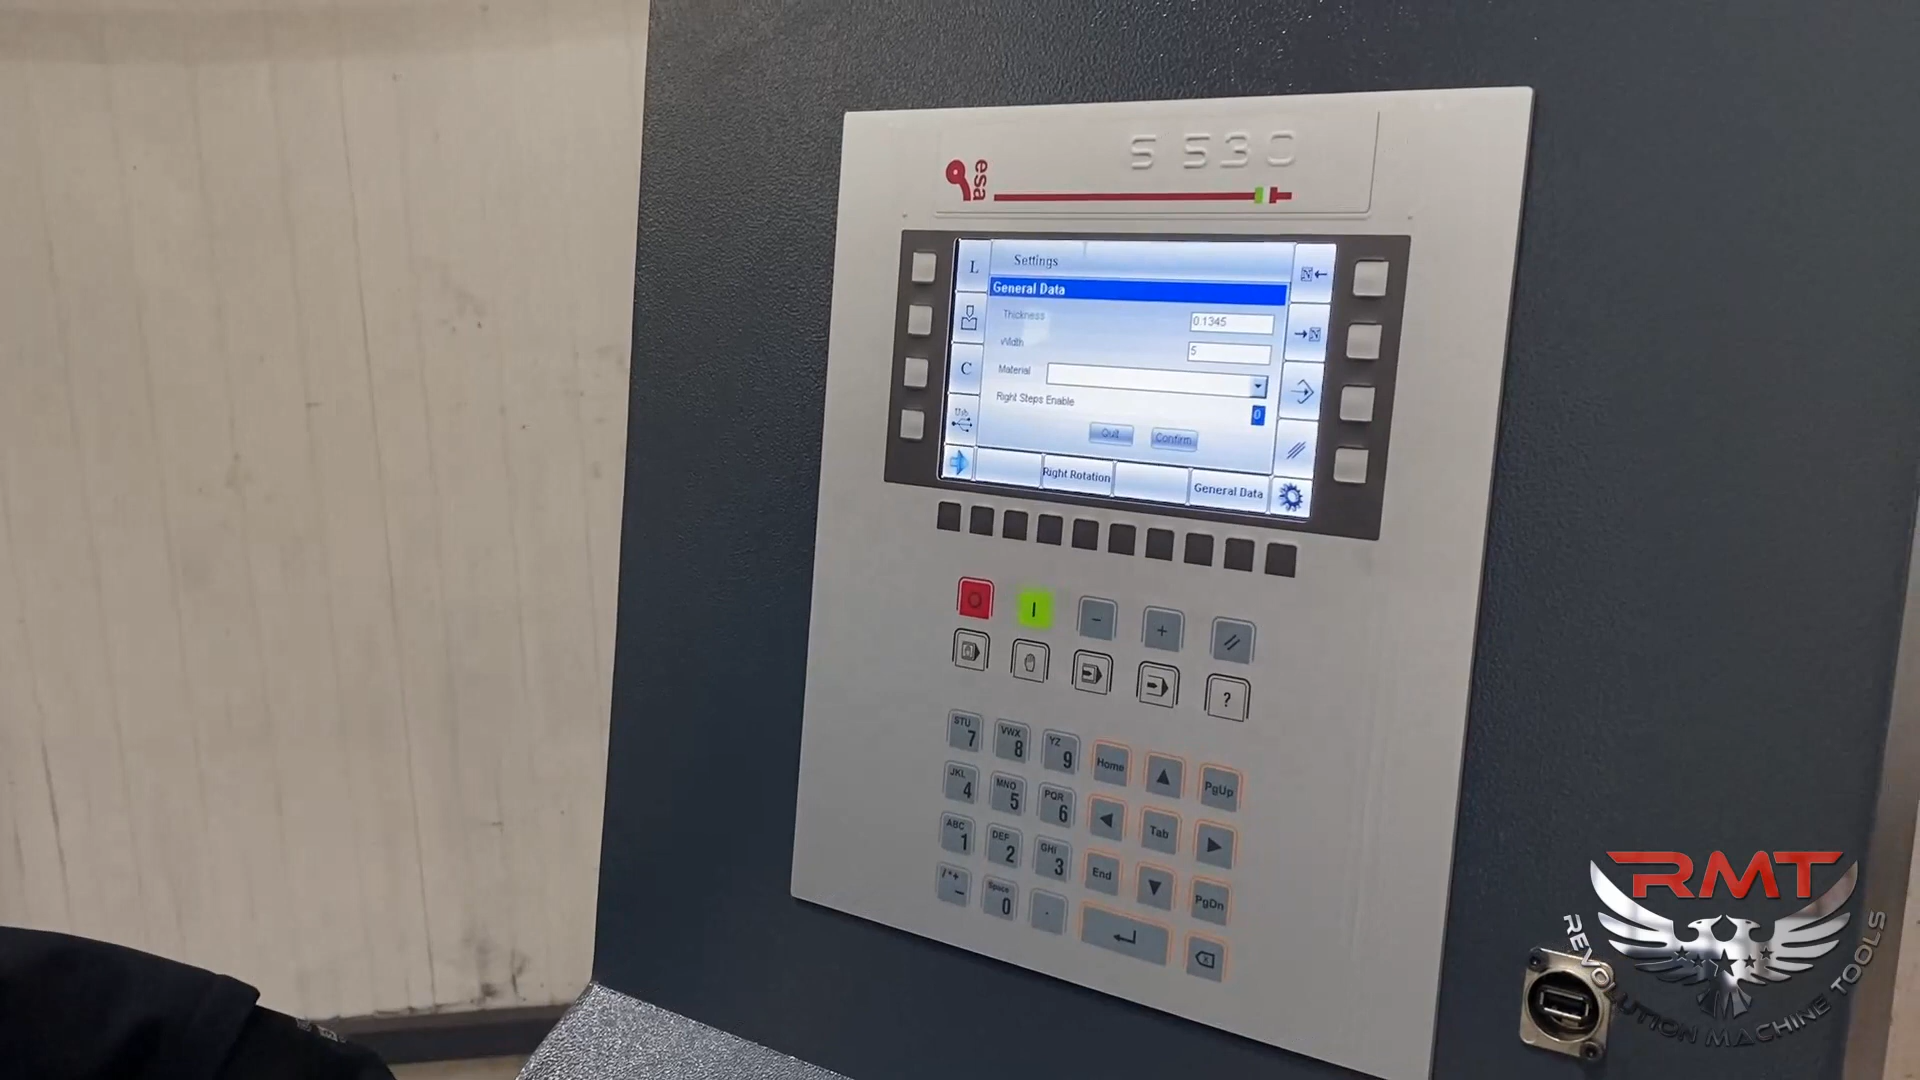 S 530
esa
L
Settings
General Data
Thickness
0.1345
Width
5
C
Material
Right Steps Enable
0
Usb
Quit
Confirm
Right Rotation
General Data
O
I
-
+
?
STU
7
VWX
8
YZ
9
Home
PgUp
JKL
4
MNO
5
PQR
6
Tab
ABC
1
DEF
2
GHI
3
End
PgDn
/*+
-
Space
0
.
RMT
REVOLUTION MACHINE TOOLS